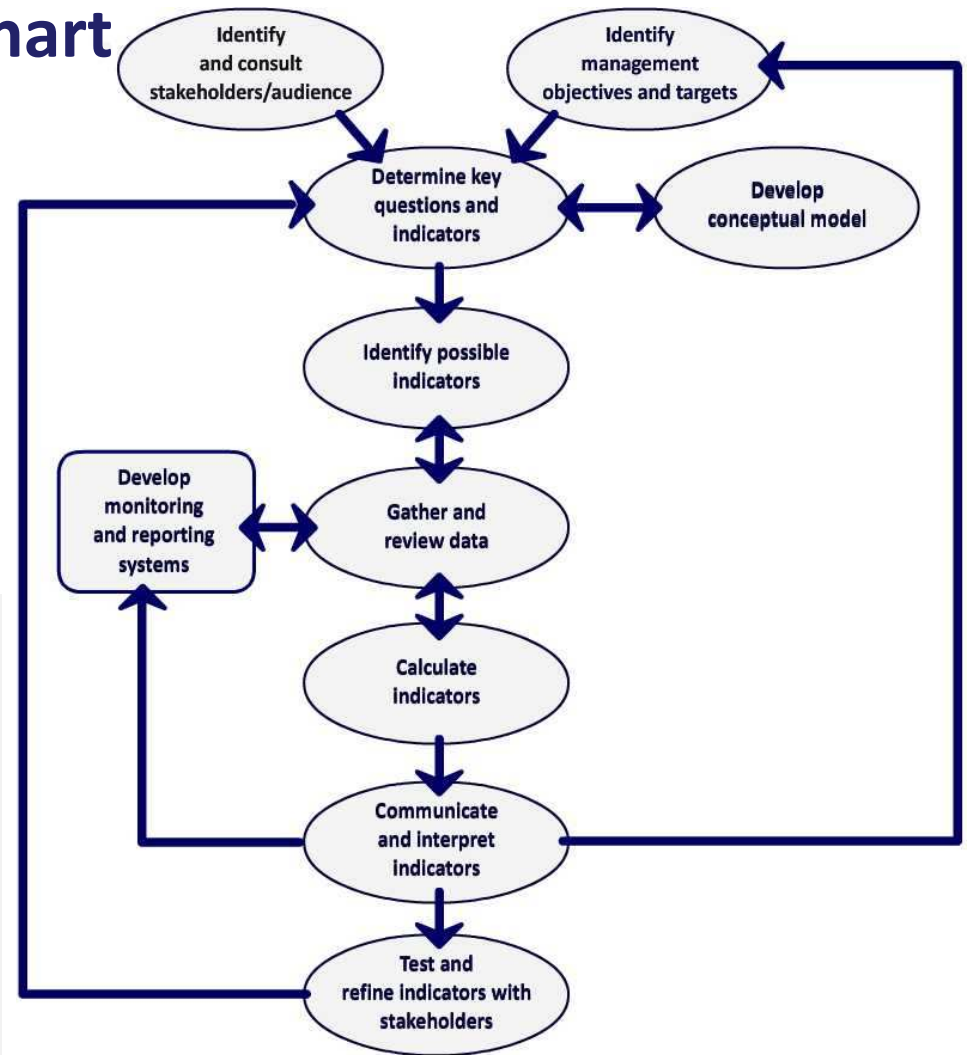 hart
Identify
and consult
stakeholders/audience
Identify
management
objectives and targets
Determine key
questions and
indicators
Develop
conceptual model
Identify possible
indicators
Develop
monitoring
and reporting
systems
Gather and
review data
Calculate
indicators
Communicate
and interpret
indicators
Test and
refine indicators with
stakeholders